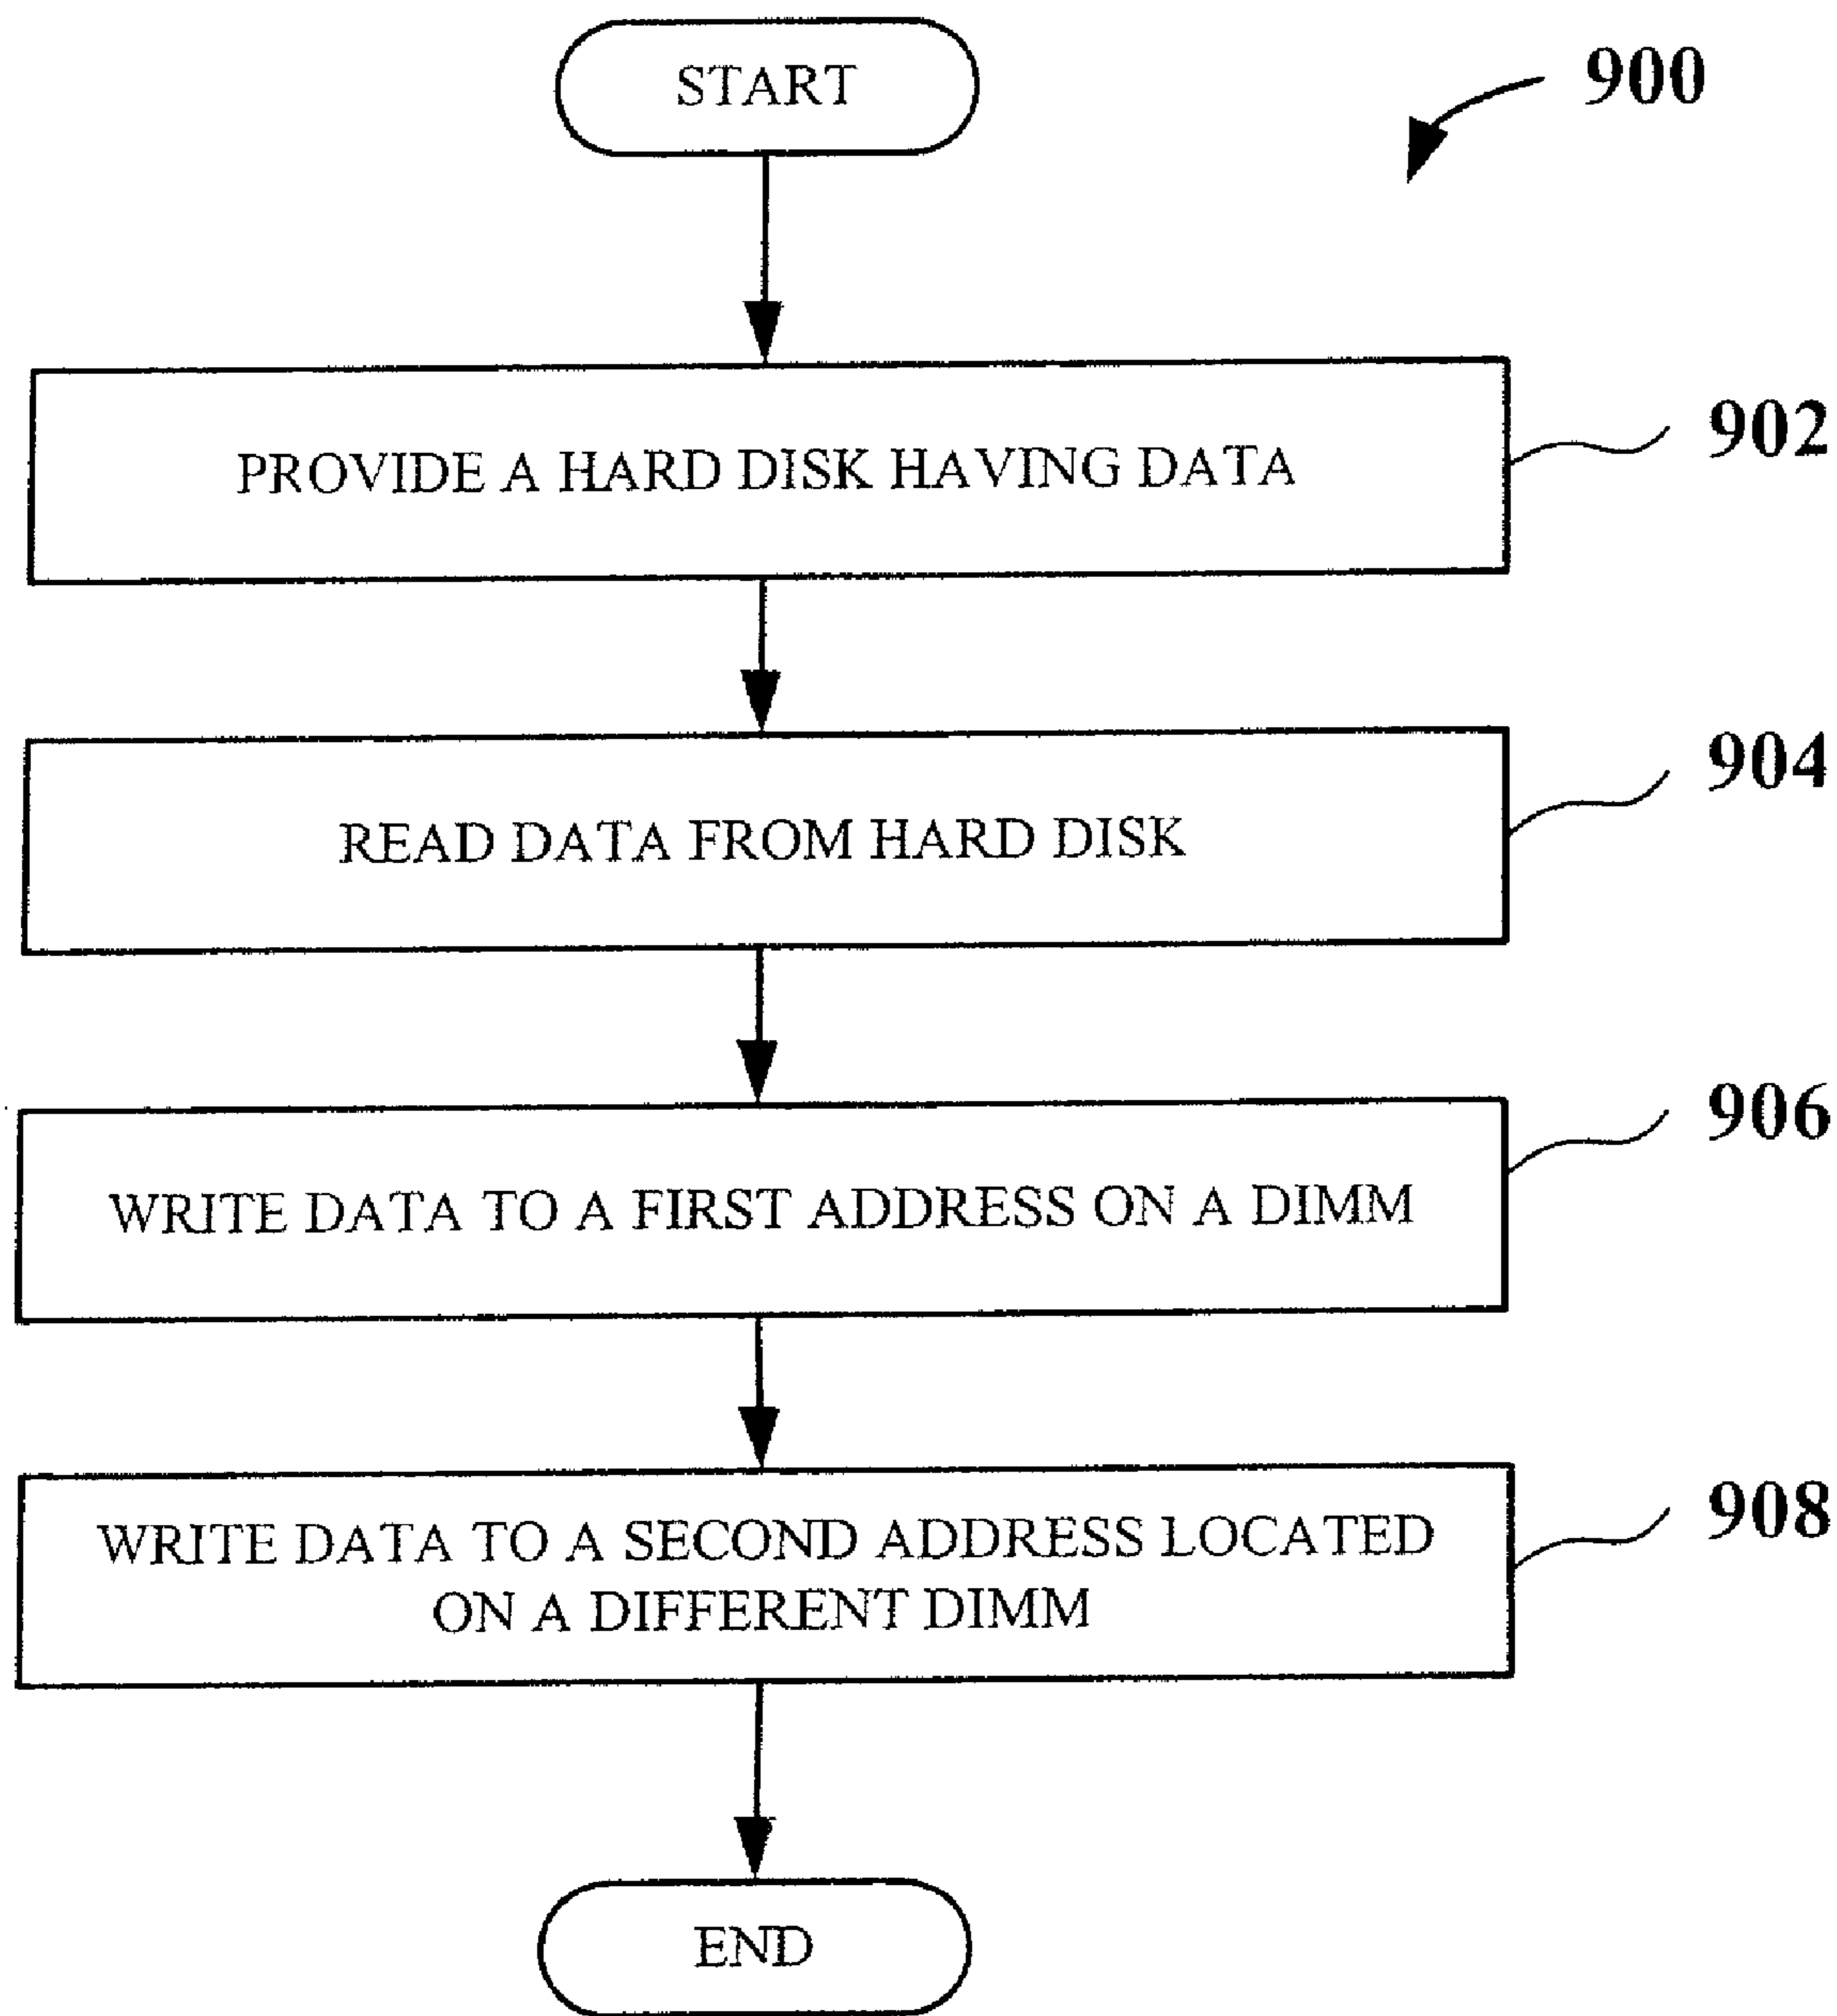 START
900
PROVIDE A HARD DISK HAVING DATA
902
READ DATA FROM HARD DISK
904
WRITE DATA TO A FIRST ADDRESS ON A DIMM
906
WRITE DATA TO A SECOND ADDRESS LOCATED
ON A DIFFERENT DIMM
908
END